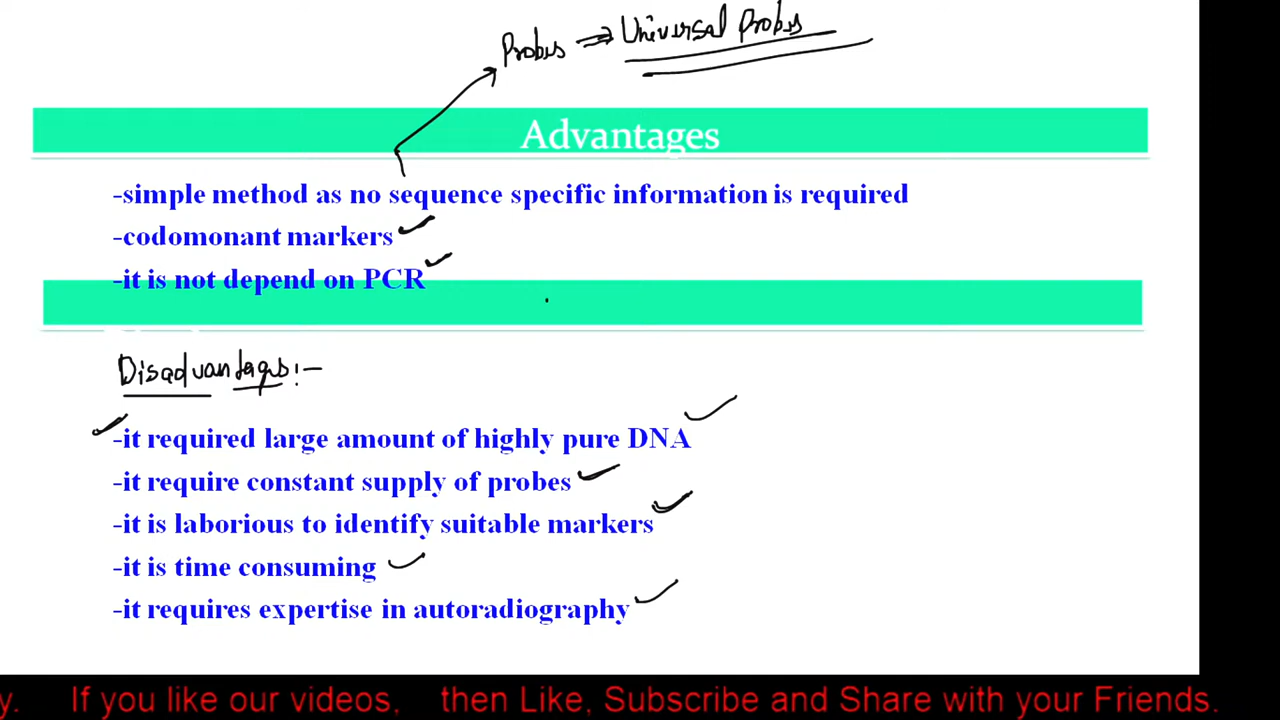 Probes ⇒ Universal Probes
Advantages
-simple method as no sequence specific information is required
-codomonant markers
-it is not depend on PCR
Disadvantages:-
-it required large amount of highly pure DNA
-it require constant supply of probes
-it is laborious to identify suitable markers
-it is time consuming
-it requires expertise in autoradiography
y. If you like our videos, then Like, Subscribe and Share with your Friends.